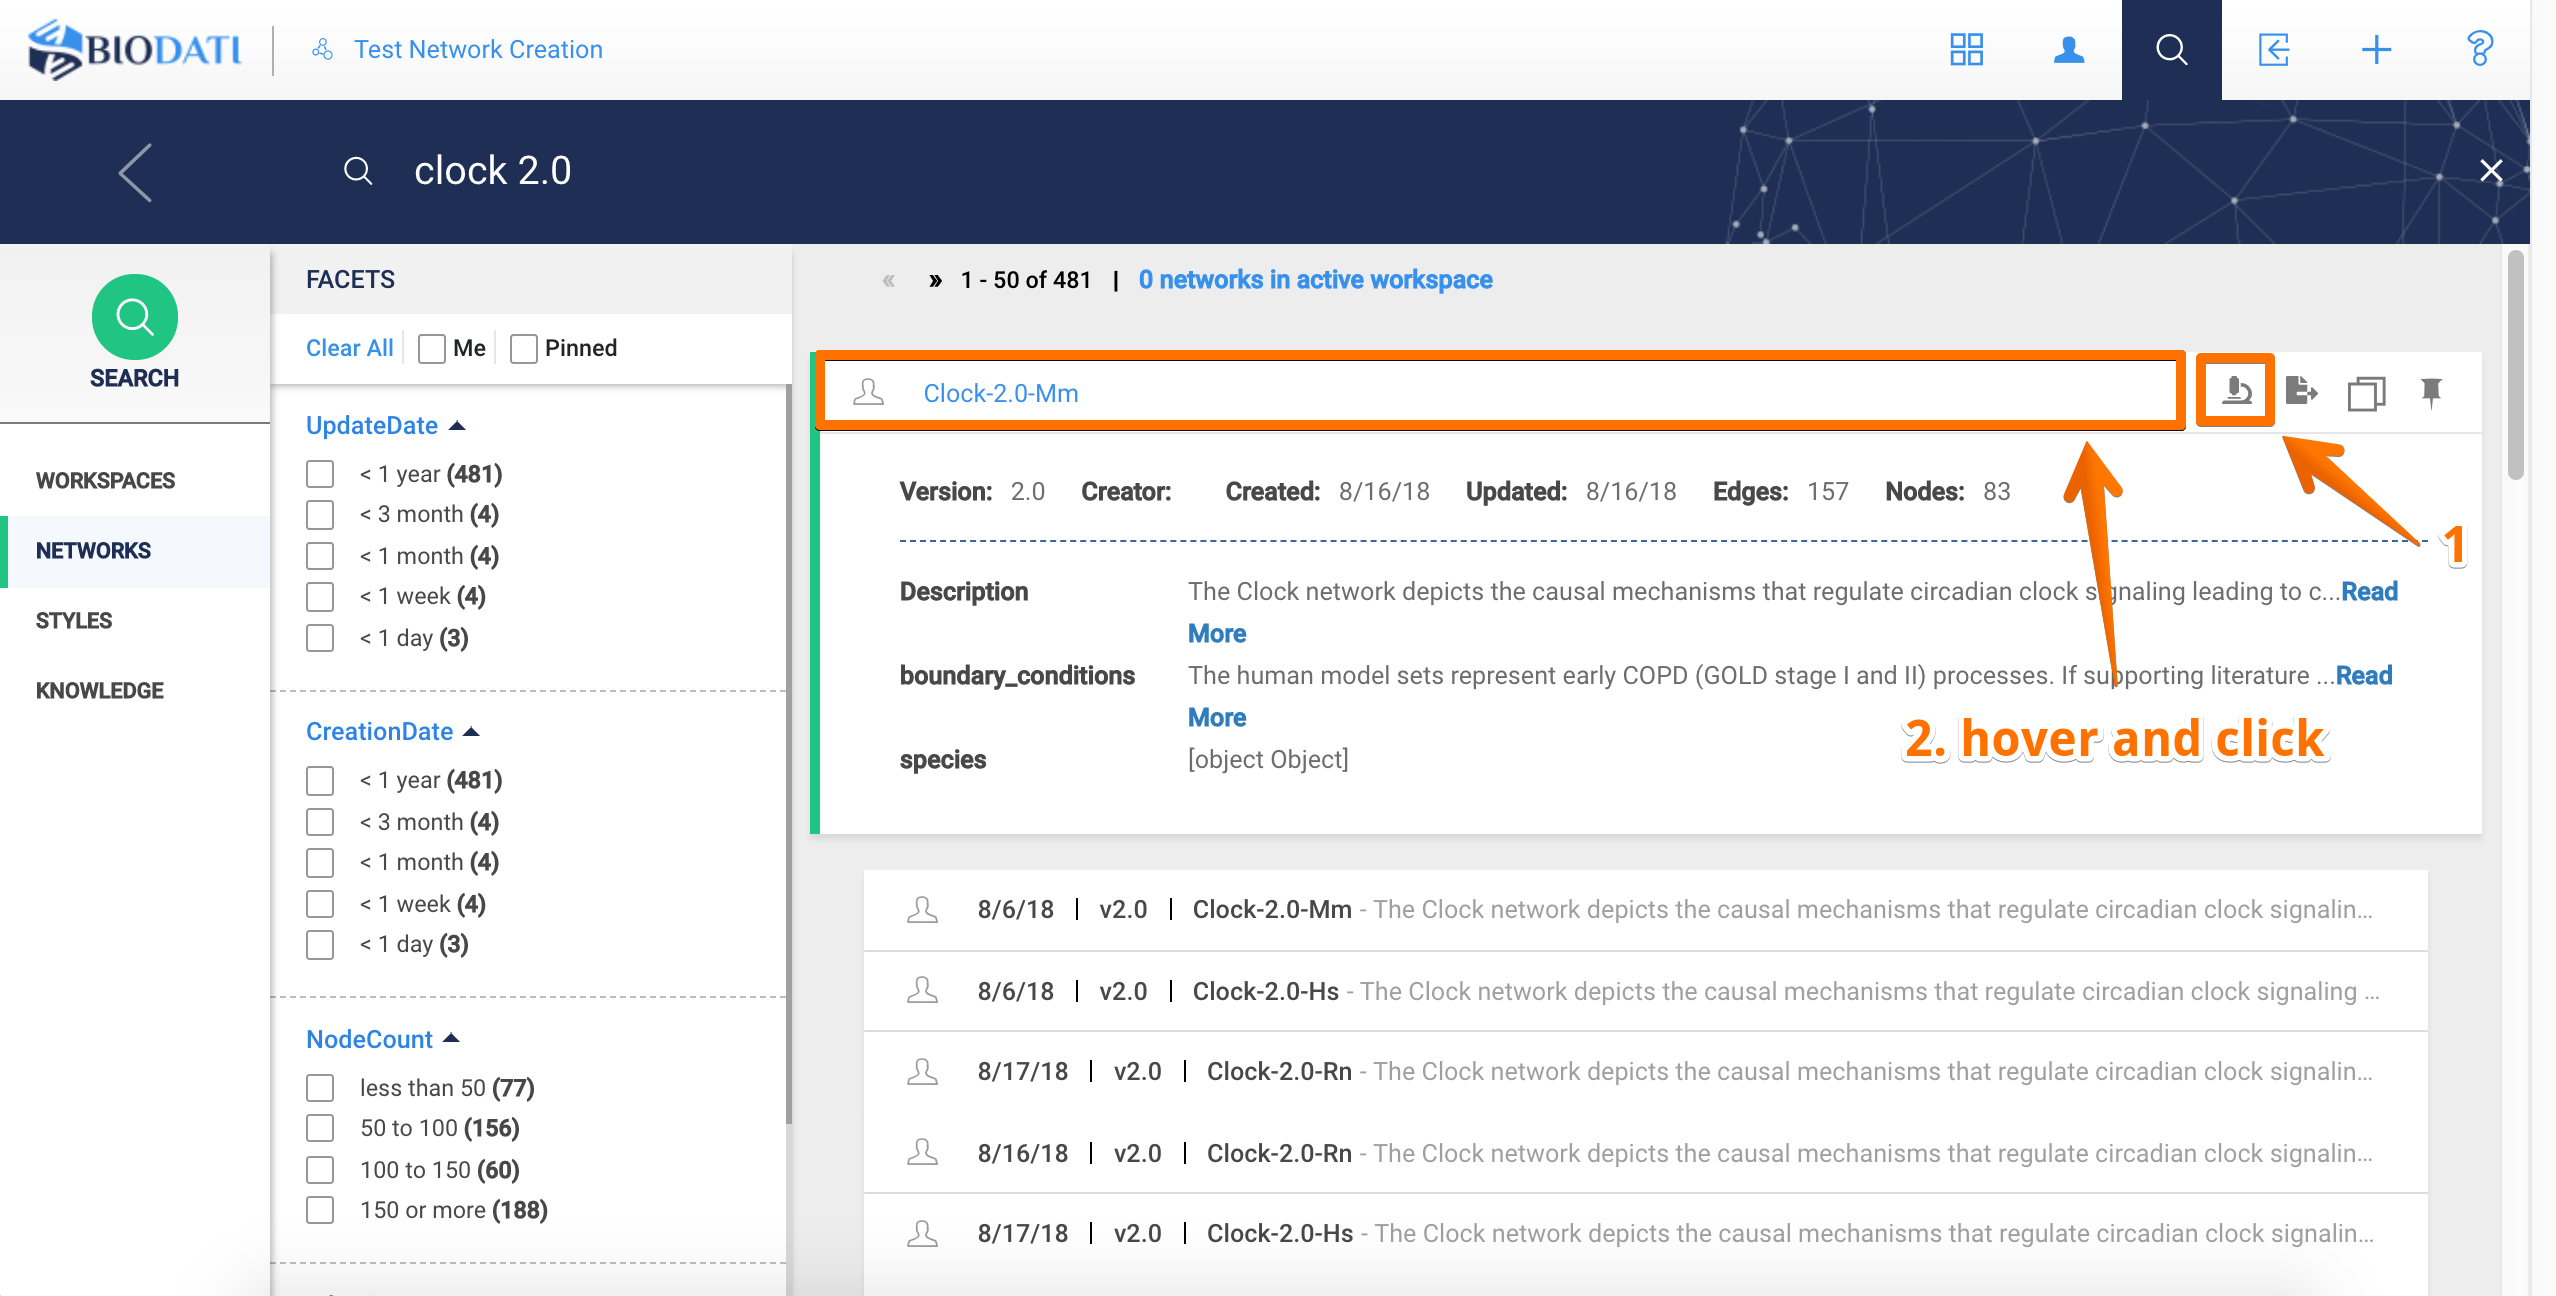 BIODATI
Test Network Creation
clock 2.0
SEARCH
WORKSPACES
NETWORKS
STYLES
KNOWLEDGE
FACETS
Clear All Me Pinned
UpdateDate
< 1 year (481)
< 3 month (4)
< 1 month (4)
< 1 week (4)
< 1 day (3)
CreationDate
< 1 year (481)
< 3 month (4)
< 1 month (4)
< 1 week (4)
< 1 day (3)
NodeCount
less than 50 (77)
50 to 100 (156)
100 to 150 (60)
150 or more (188)
« » 1 - 50 of 481 | 0 networks in active workspace
Clock-2.0-Mm
Version: 2.0 Creator: Created: 8/16/18 Updated: 8/16/18 Edges: 157 Nodes: 83
1
Description The Clock network depicts the causal mechanisms that regulate circadian clock signaling leading to c...Read
More
boundary_conditions The human model sets represent early COPD (GOLD stage I and II) processes. If supporting literature ...Read
More
2. hover and click
species [object Object]
8/6/18 | v2.0 | Clock-2.0-Mm - The Clock network depicts the causal mechanisms that regulate circadian clock signalin...
8/6/18 | v2.0 | Clock-2.0-Hs - The Clock network depicts the causal mechanisms that regulate circadian clock signaling ...
8/17/18 | v2.0 | Clock-2.0-Rn - The Clock network depicts the causal mechanisms that regulate circadian clock signalin...
8/16/18 | v2.0 | Clock-2.0-Rn - The Clock network depicts the causal mechanisms that regulate circadian clock signalin...
8/17/18 | v2.0 | Clock-2.0-Hs - The Clock network depicts the causal mechanisms that regulate circadian clock signalin...